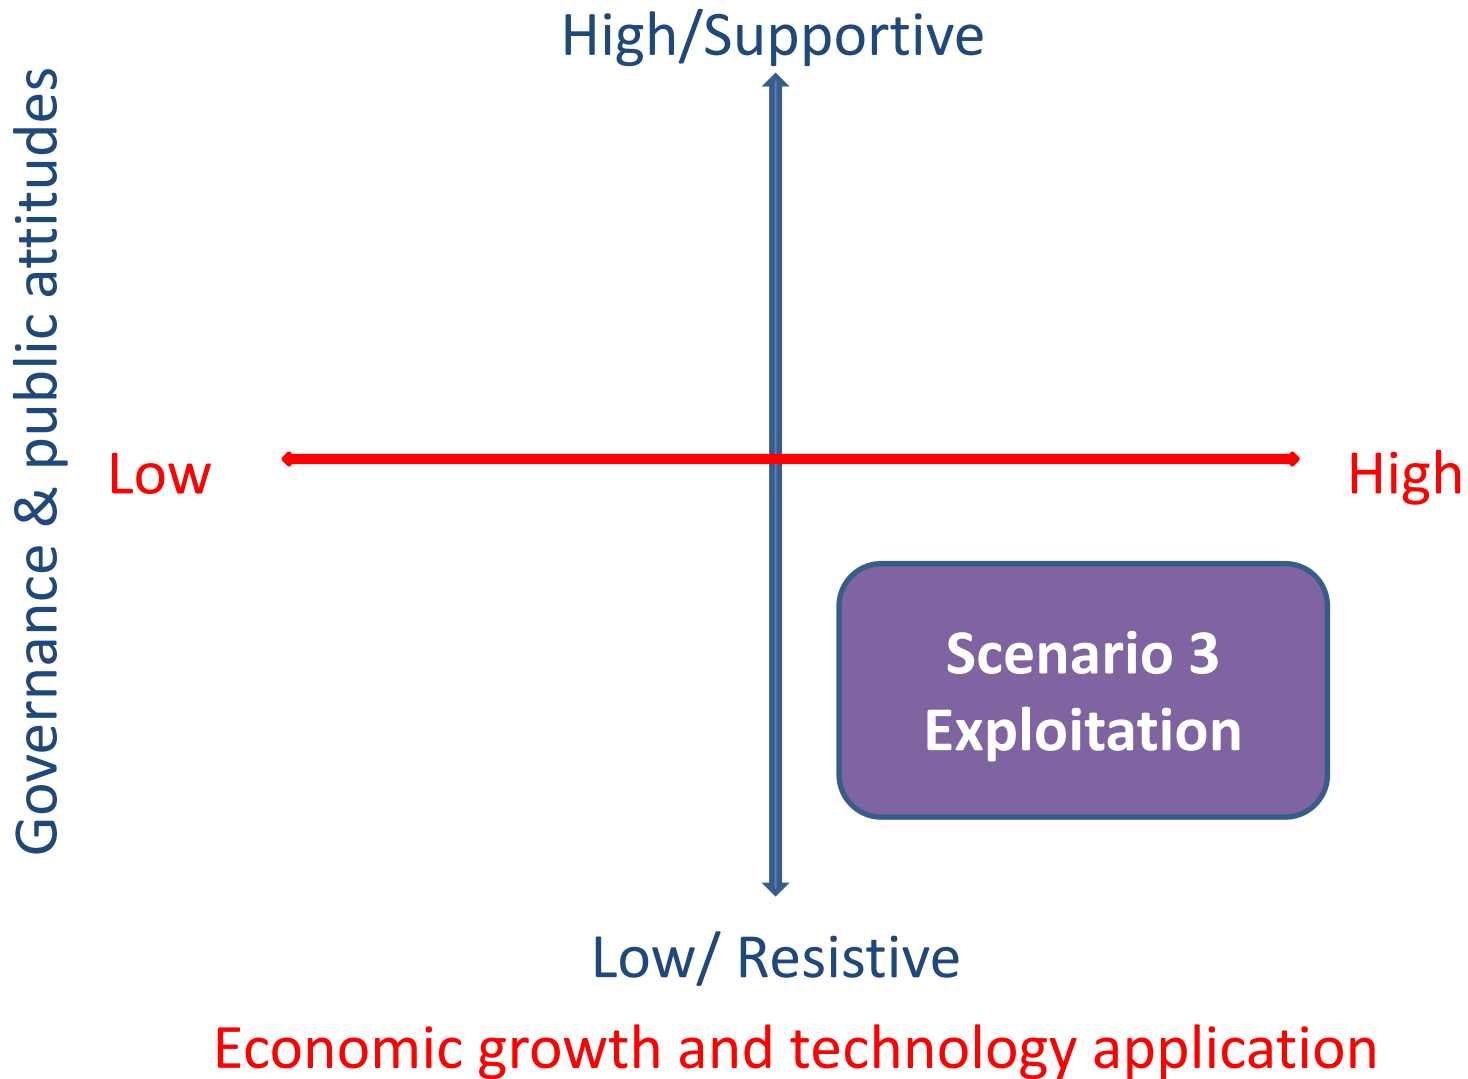 High/Supportive
Governance & public attitudes
Low
High
Scenario 3
Exploitation
Low/ Resistive
Economic growth and technology application